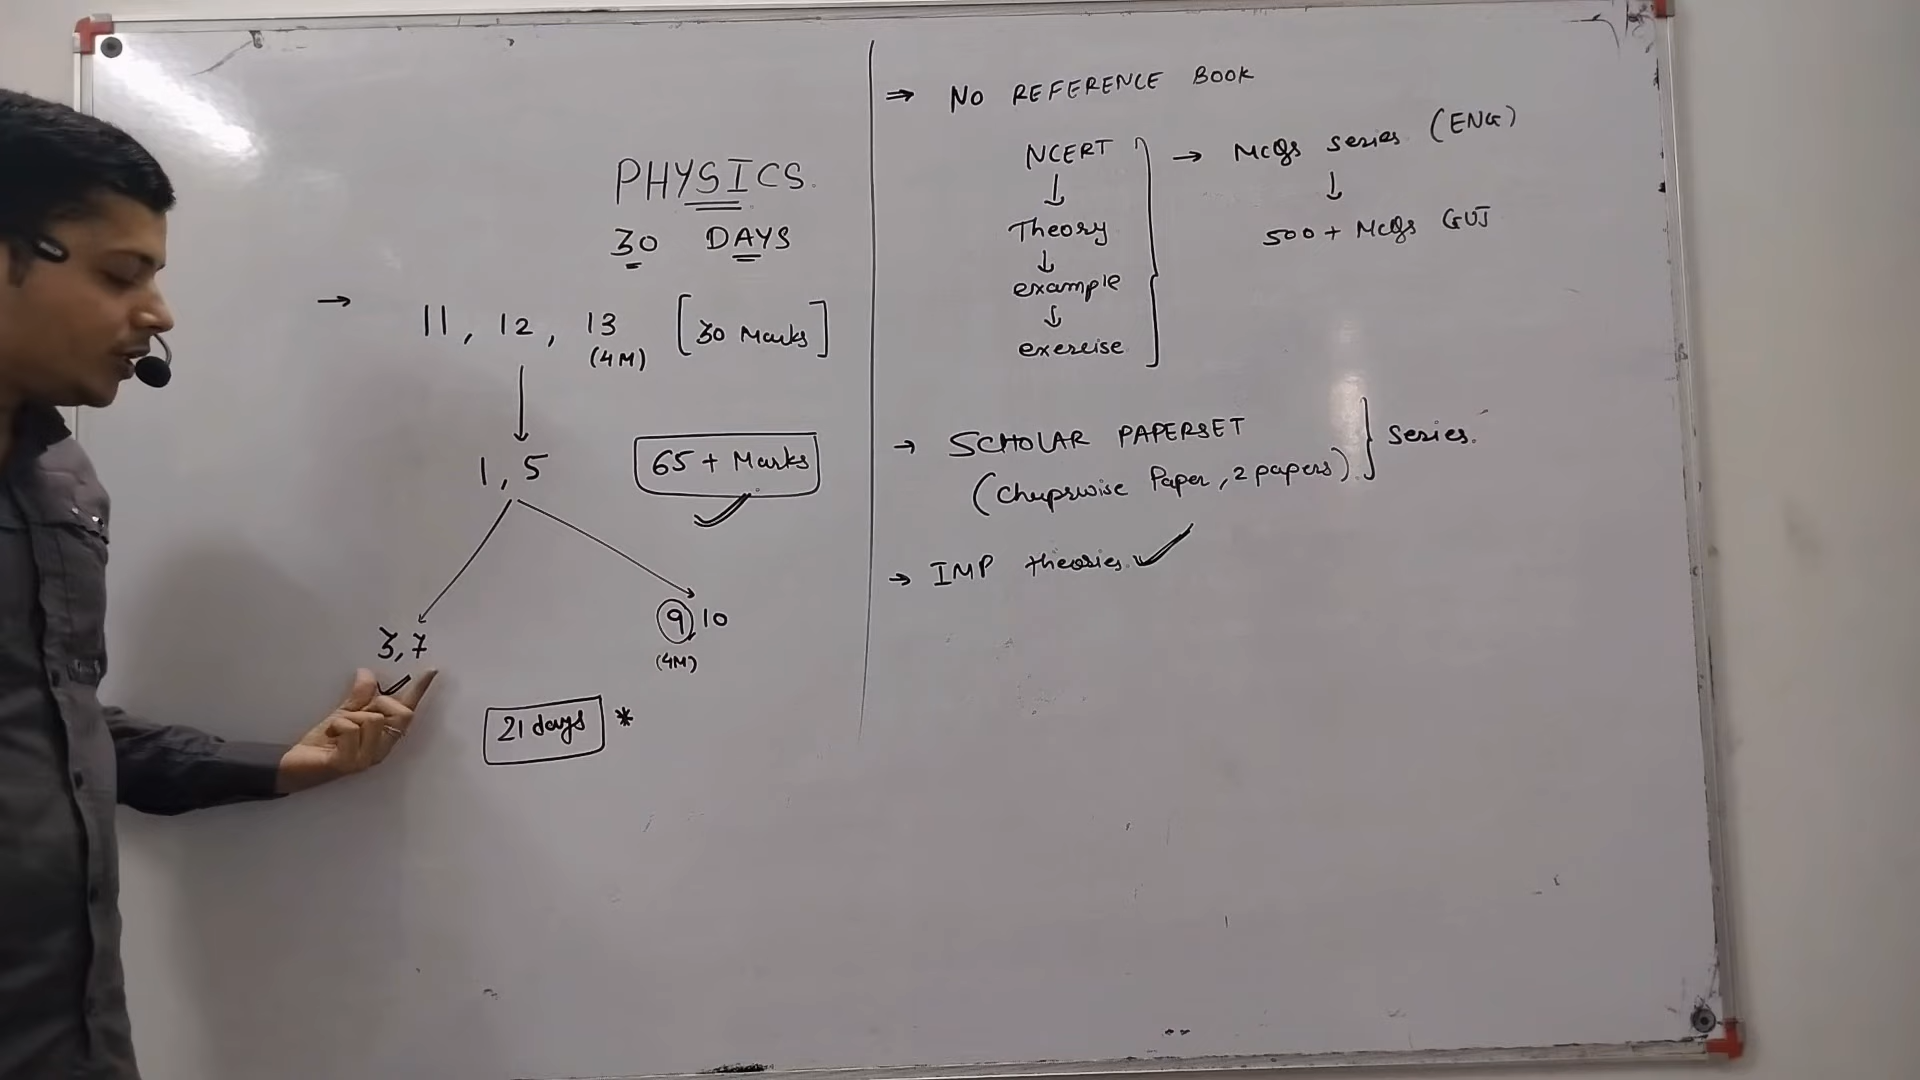 PHYSICS.
30 DAYS
→ 11, 12, 13 [30 Marks]
(4M)
1, 5
65 + Marks
3, 7
9, 10
(4M)
21 days *
⇒ NO REFERENCE BOOK
NCERT → MCQs series (ENG)
↓
Theory
↓
example
↓
exercise
↓
500 + MCQs GUJ
→ SCHOLAR PAPERSET
(Chaprwise Paper, 2 papers) } series.
→ IMP theories. ✓